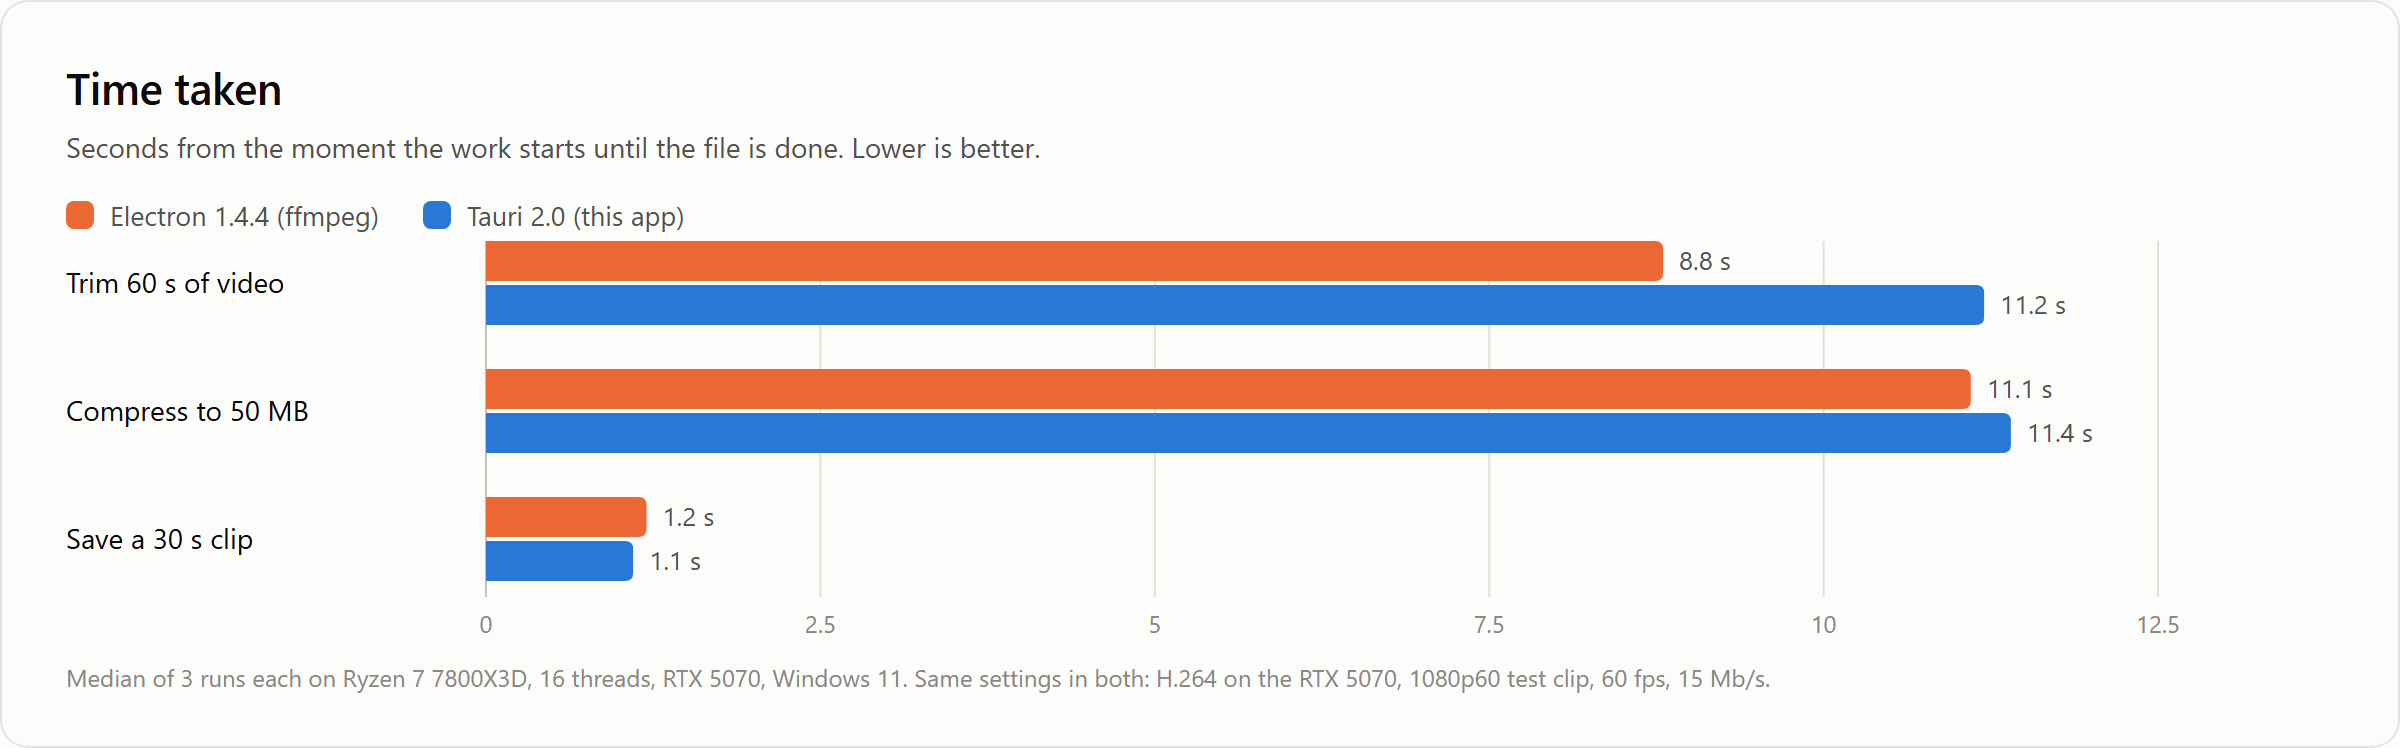 Time taken
Seconds from the moment the work starts until the file is done. Lower is better.
Electron 1.4.4 (ffmpeg) Tauri 2.0 (this app)
Trim 60 s of video
8.8 s
11.2 s
Compress to 50 MB
11.1 s
11.4 s
Save a 30 s clip
1.2 s
1.1 s
0 2.5 5 7.5 10 12.5
Median of 3 runs each on Ryzen 7 7800X3D, 16 threads, RTX 5070, Windows 11. Same settings in both: H.264 on the RTX 5070, 1080p60 test clip, 60 fps, 15 Mb/s.